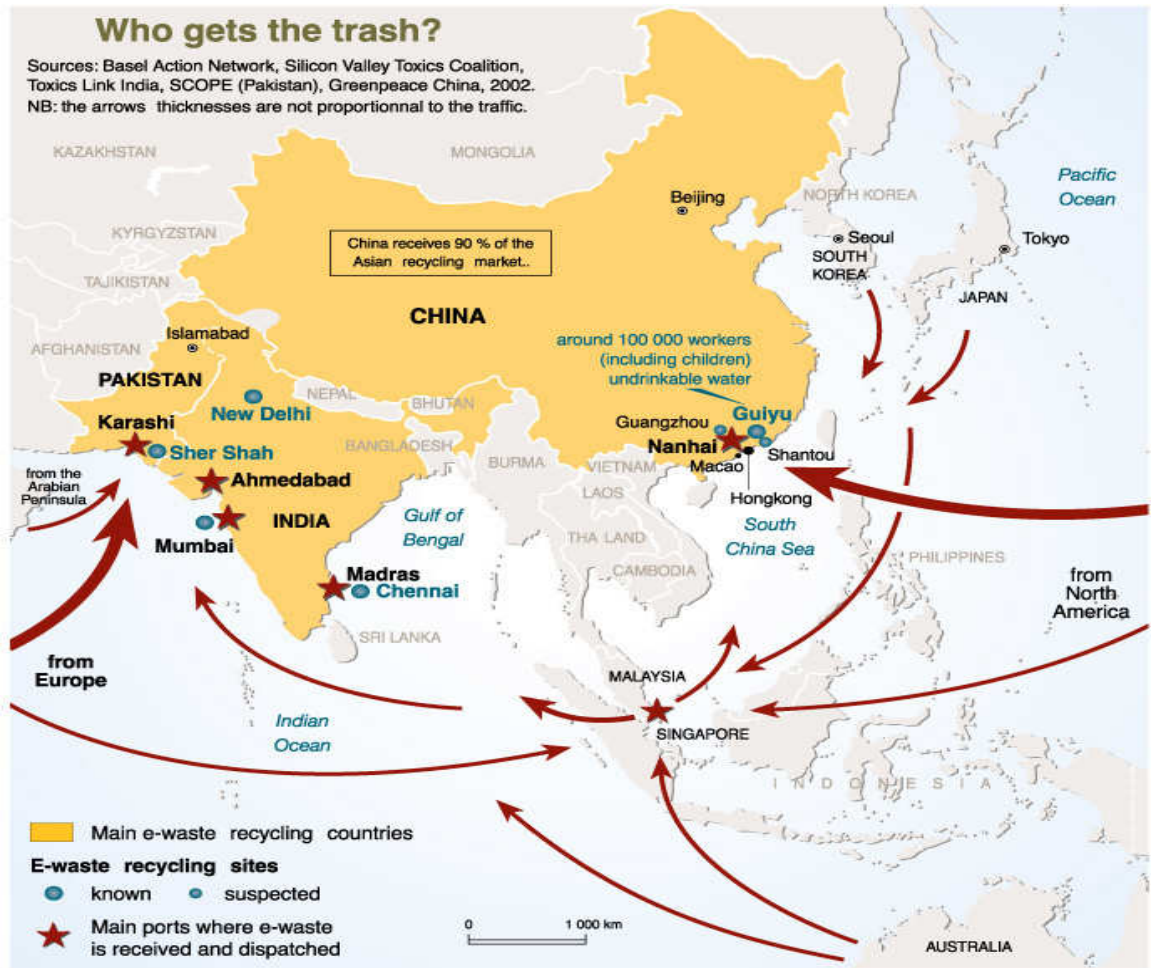 Who gets the trash?
Sources: Basel Action Network, Silicon Valley Toxics Coalition,
Toxics Link India, SCOPE (Pakistan), Greenpeace China, 2002.
NB: the arrows thicknesses are not proportionnal to the traffic.
KAZAKHSTAN
MONGOLIA
Pacific
Ocean
Beijing
NORTH KOREA
KYRGYZSTAN
China receives 90 % of the
Asian recycling market..
Seoul
SOUTH
KOREA
Tokyo
TAJIKISTAN
JAPAN
CHINA
Islamabad
AFGHANISTAN
around 100 000 workers
(including children)
undrinkable water
PAKISTAN
NEPAL
BHUTAN
New Delhi
Karashi
Guiyu
Guangzhou
Sher Shah
BANGLADESH
Nanhai
Shantou
Macao
BURMA
VIETNAM
from the
Arabian
Peninsula
Ahmedabad
LAOS
Hongkong
INDIA
Gulf of
Bengal
South
China Sea
Mumbai
THA LAND
PHILIPPINES
Madras
Chennai
CAMBODIA
from
North
America
SRI LANKA
from
Europe
MALAYSIA
Indian
Ocean
SINGAPORE
INDONESIA
Main e-waste recycling countries
E-waste recycling sites
known
suspected
Main ports where e-waste
is received and dispatched
0
1 000 km
AUSTRALIA